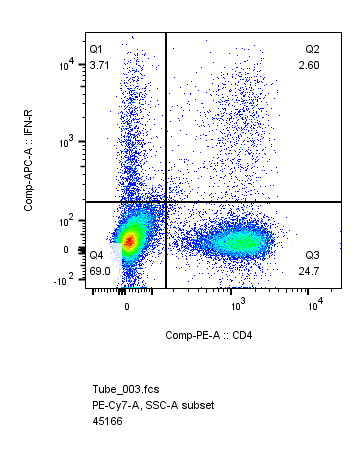 Q1
3.71
Q2
2.60
10^4
10^3
10^2
0
-10^2
Comp-APC-A :: IFN-R
Q4
69.0
Q3
24.7
0
10^3
10^4
Comp-PE-A :: CD4
Tube_003.fcs
PE-Cy7-A, SSC-A subset
45166